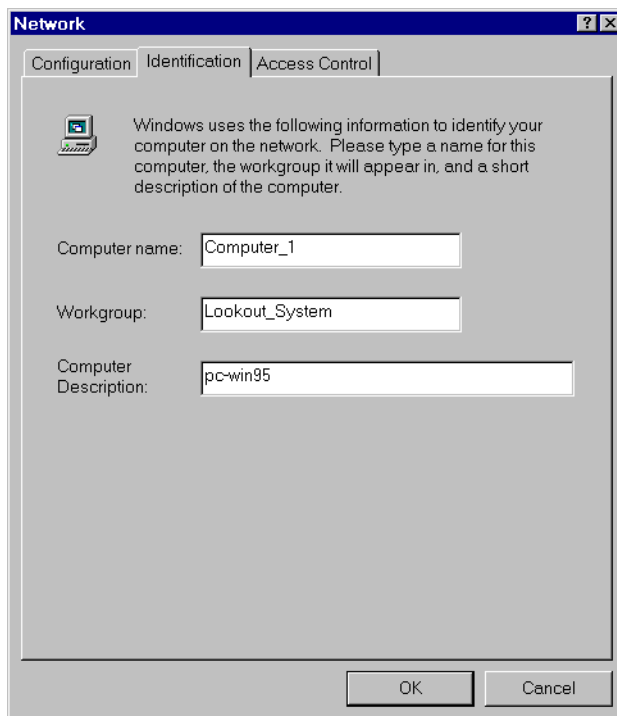 Network
Configuration Identification Access Control
Windows uses the following information to identify your
computer on the network. Please type a name for this
computer, the workgroup it will appear in, and a short
description of the computer.
Computer name: Computer_1
Workgroup: Lookout_System
Computer
Description: pc-win95
OK Cancel